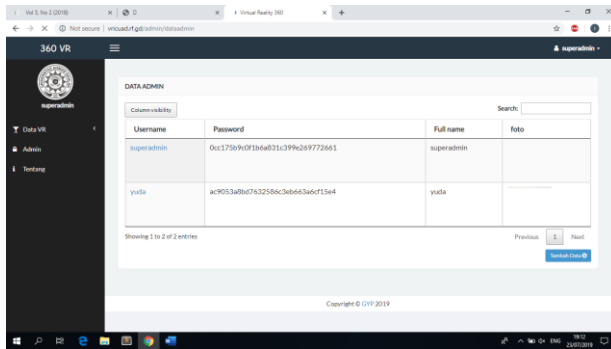 Vol 3, No 2 (2018)
0
Virtual Reality 360
Not secure | vricuad.rf.gd/admin/dataadmin
360 VR
superadmin
superadmin
Data VR
Admin
Tentang
DATA ADMIN
Column visibility
Search:
Username Password Full name foto
superadmin 0cc175b9c0f1b6a831c399e269772661 superadmin
yuda ac9053a8bd7632586c3eb663a6cf15e4 yuda
Showing 1 to 2 of 2 entries
Previous 1 Next
Tambah Data
Copyright © GYP 2019
ENG
19:12
23/07/2019